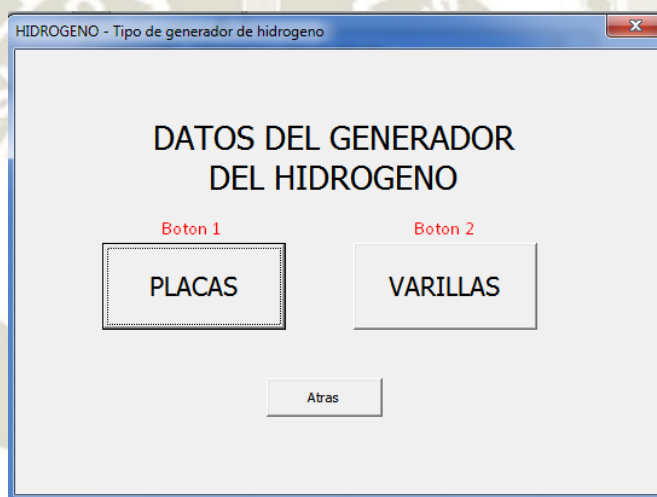 HIDROGENO - Tipo de generador de hidrogeno
DATOS DEL GENERADOR
DEL HIDROGENO
Boton 1
Boton 2
PLACAS
VARILLAS
Atras